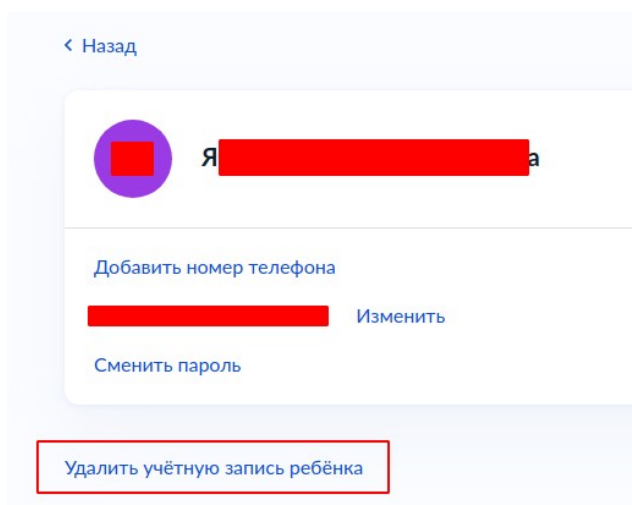 Назад
Я а
Добавить номер телефона
Изменить
Сменить пароль
Удалить учётную запись ребёнка